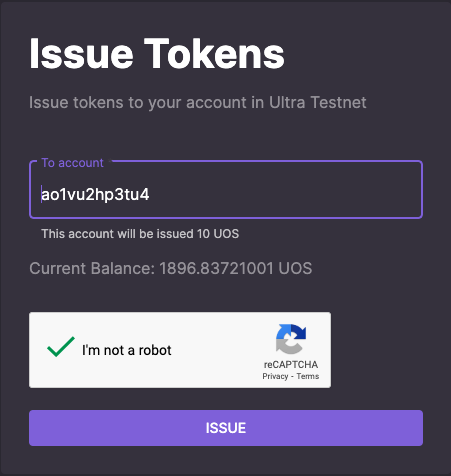 Issue Tokens
Issue tokens to your account in Ultra Testnet
To account
ao1vu2hp3tu4
This account will be issued 10 UOS
Current Balance: 1896.83721001 UOS
I'm not a robot
reCAPTCHA
Privacy - Terms
ISSUE